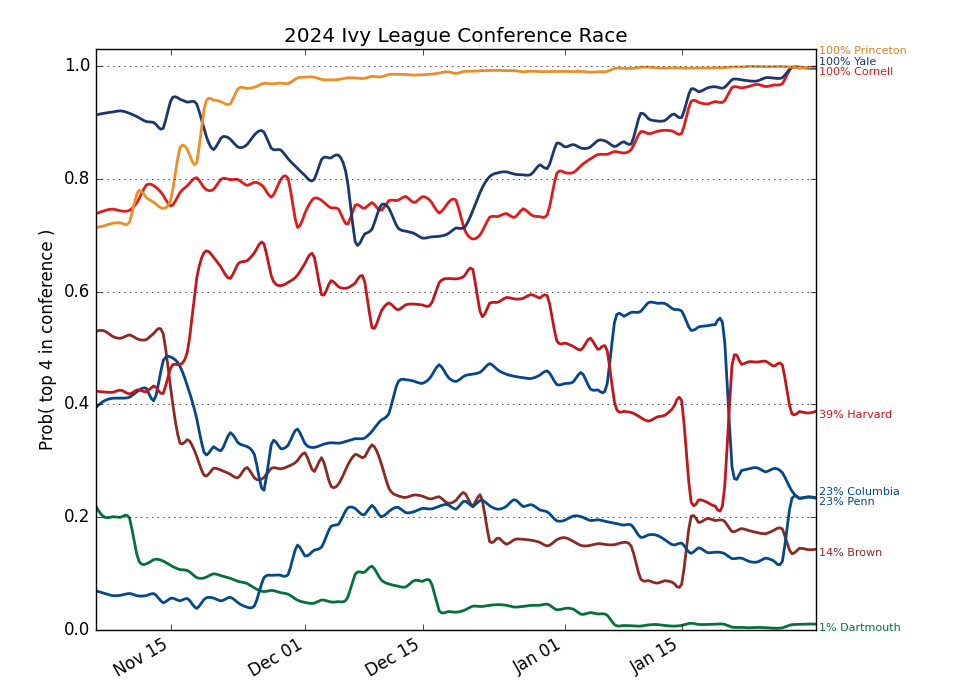 2024 Ivy League Conference Race
Prob( top 4 in conference )
1.0
0.8
0.6
0.4
0.2
0.0
Nov 15
Dec 01
Dec 15
Jan 01
Jan 15
100% Princeton
100% Yale
100% Cornell
39% Harvard
23% Columbia
23% Penn
14% Brown
1% Dartmouth